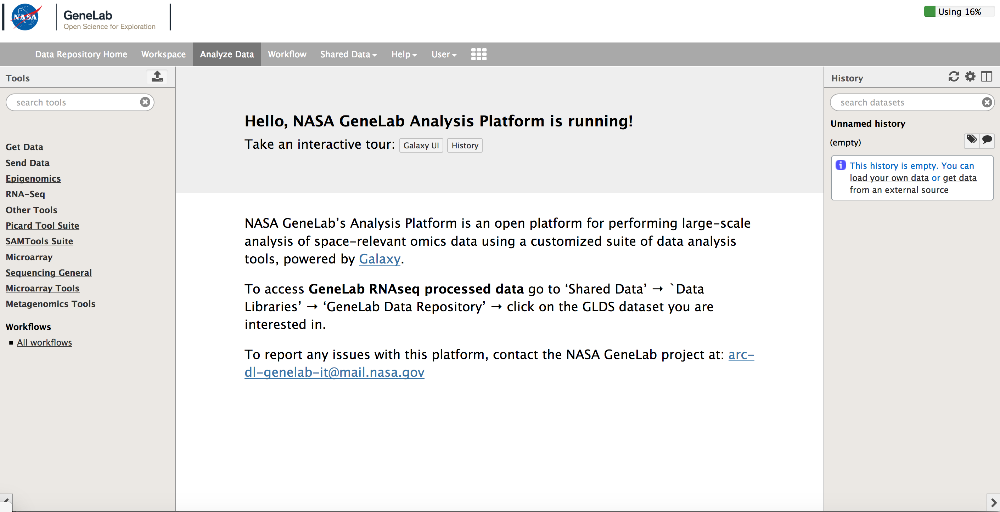 NASA
GeneLab
Open Science for Exploration
Using 16%
Data Repository Home Workspace Analyze Data Workflow Shared Data Help User
Tools
search tools
Get Data
Send Data
Epigenomics
RNA-Seq
Other Tools
Picard Tool Suite
SAMTools Suite
Microarray
Sequencing General
Microarray Tools
Metagenomics Tools
Workflows
All workflows
Hello, NASA GeneLab Analysis Platform is running!
Take an interactive tour: Galaxy UI History
NASA GeneLab’s Analysis Platform is an open platform for performing large-scale
analysis of space-relevant omics data using a customized suite of data analysis
tools, powered by Galaxy.
To access GeneLab RNAseq processed data go to ‘Shared Data’ → `Data
Libraries’ → ‘GeneLab Data Repository’ → click on the GLDS dataset you are
interested in.
To report any issues with this platform, contact the NASA GeneLab project at: arc-
dl-genelab-it@mail.nasa.gov
History
search datasets
Unnamed history
(empty)
This history is empty. You can
load your own data or get data
from an external source